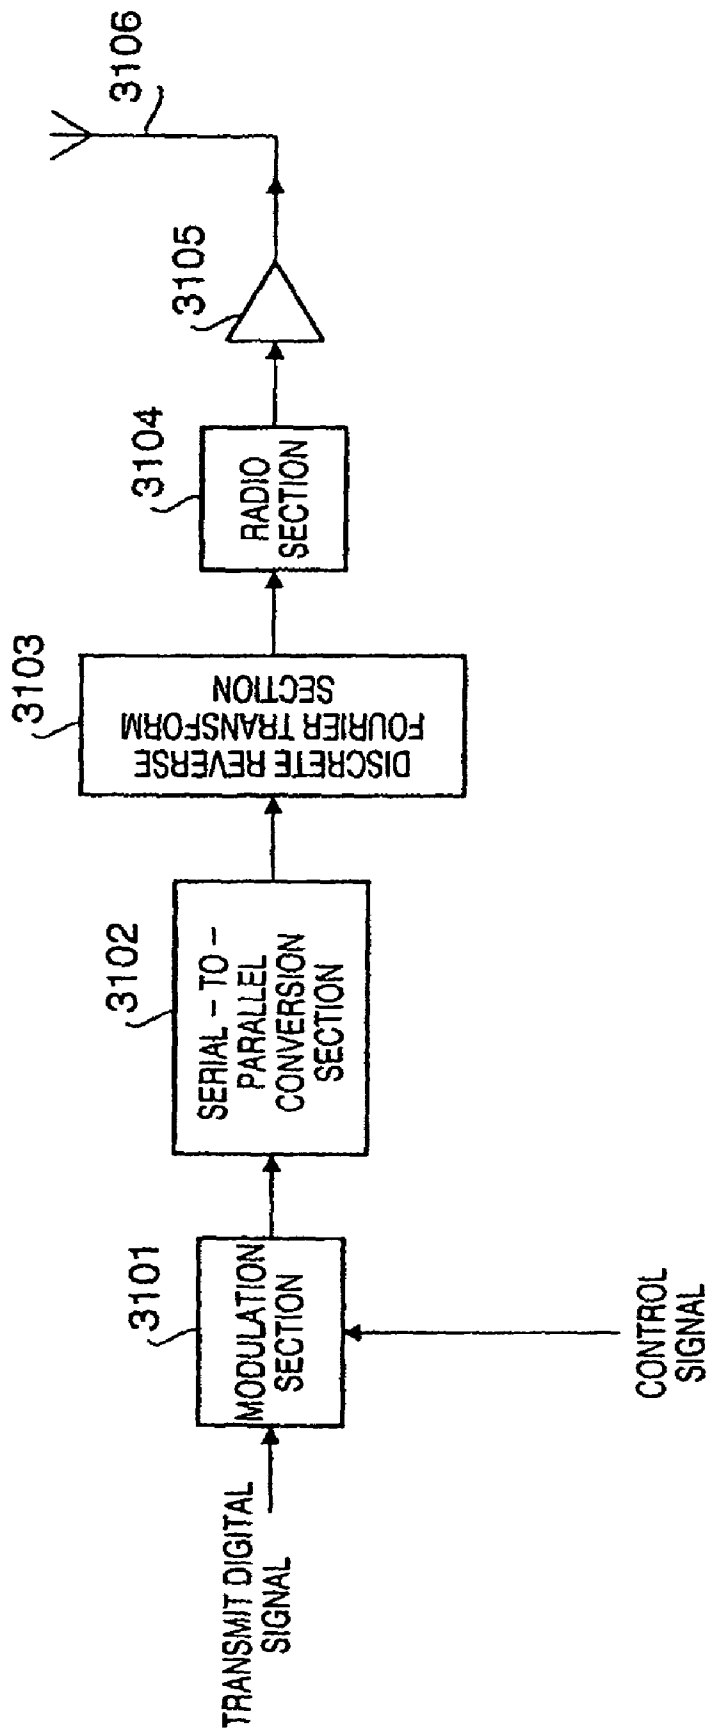 TRANSMIT DIGITAL
SIGNAL
3101
MODULATION
SECTION
CONTROL
SIGNAL
3102
SERIAL – TO –
PARALLEL
CONVERSION
SECTION
3103
DISCRETE REVERSE
FOURIER TRANSFORM
SECTION
3104
RADIO
SECTION
3105
3106